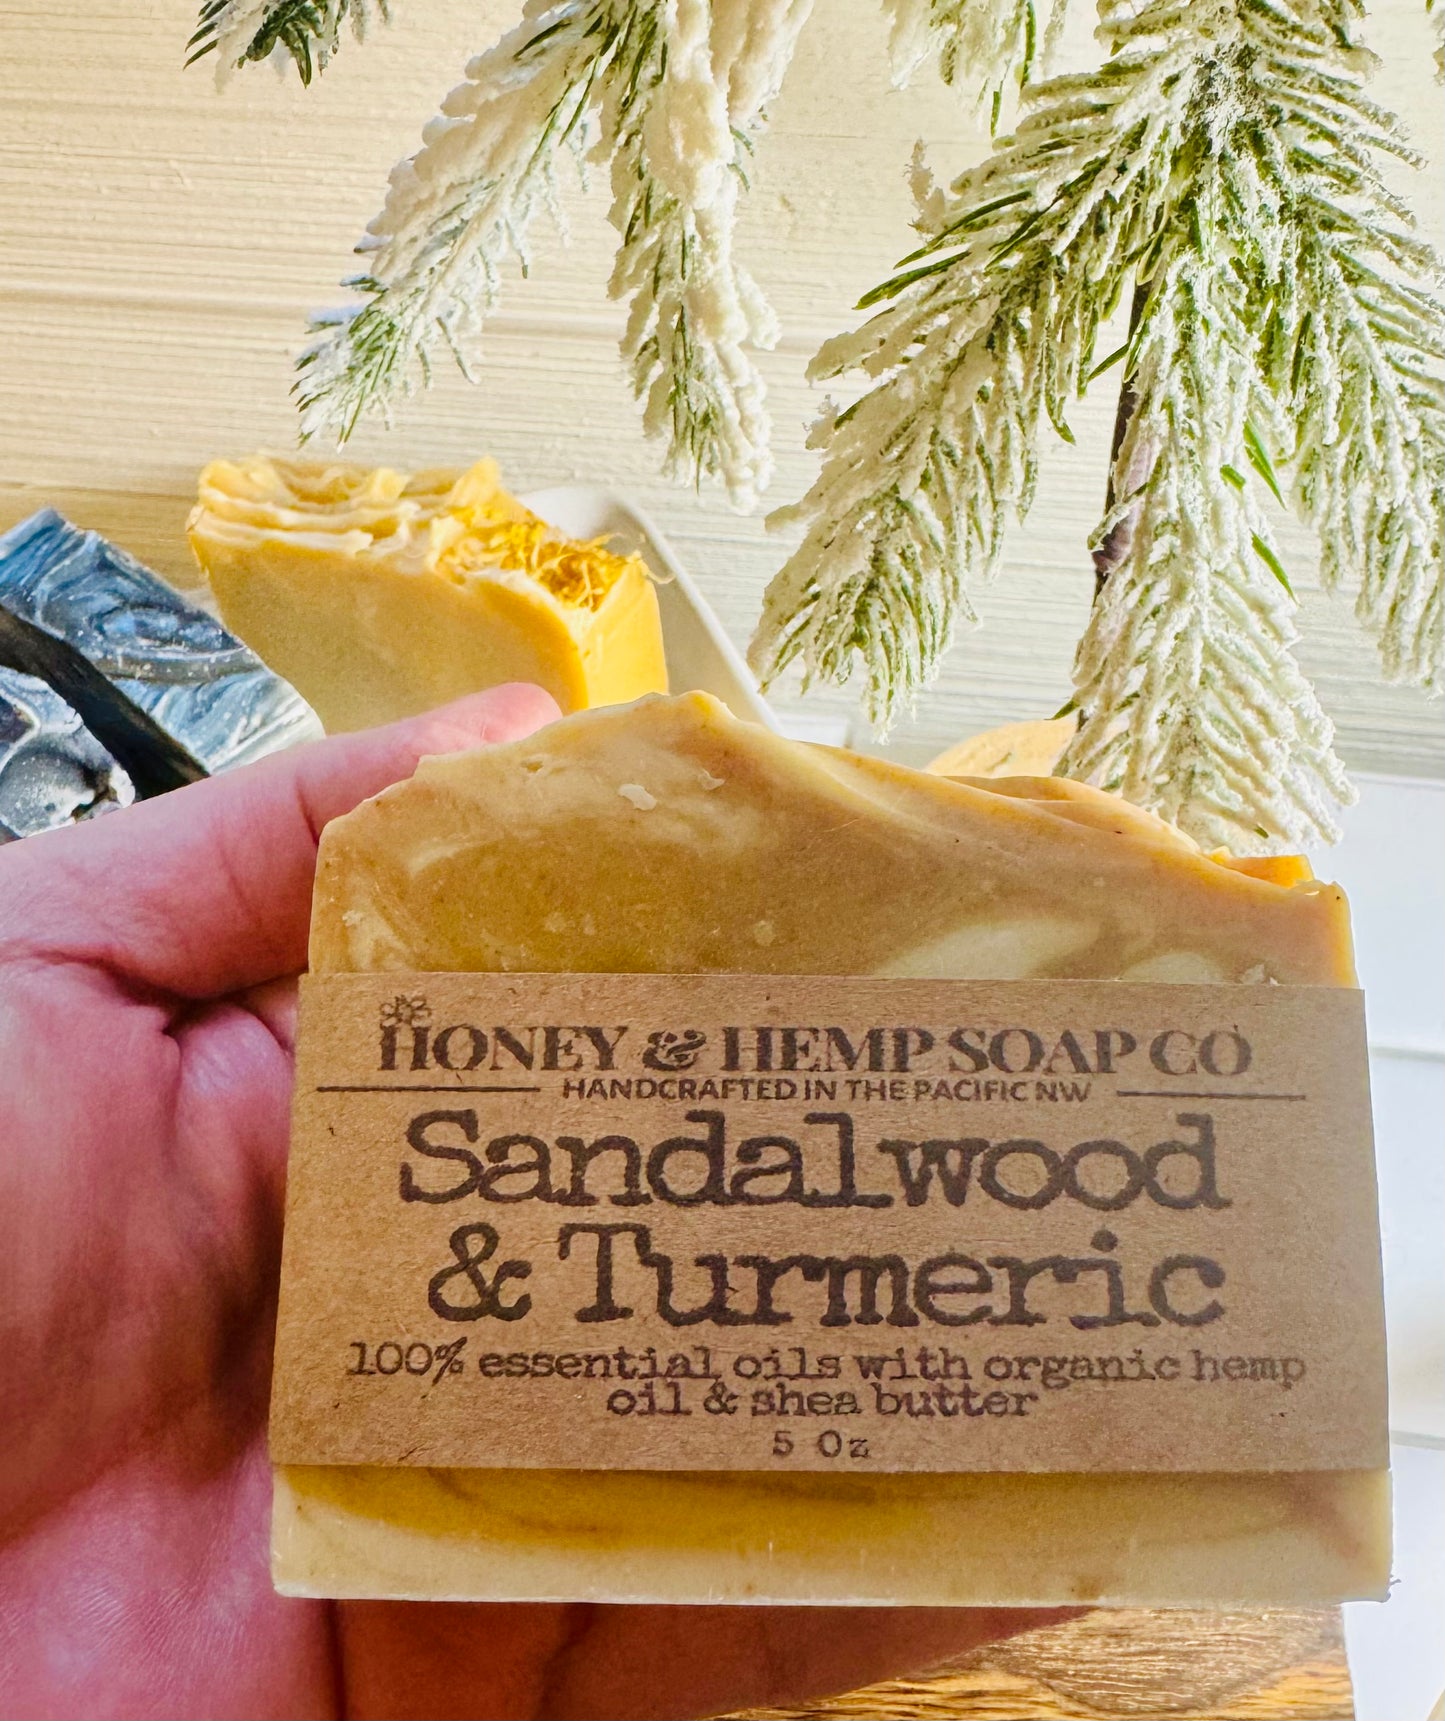 HONEY & HEMP SOAP CO
HANDCRAFTED IN THE PACIFIC NW
Sandalwood
& Turmeric
100% essential oils with organic hemp
oil & shea butter
5 Oz